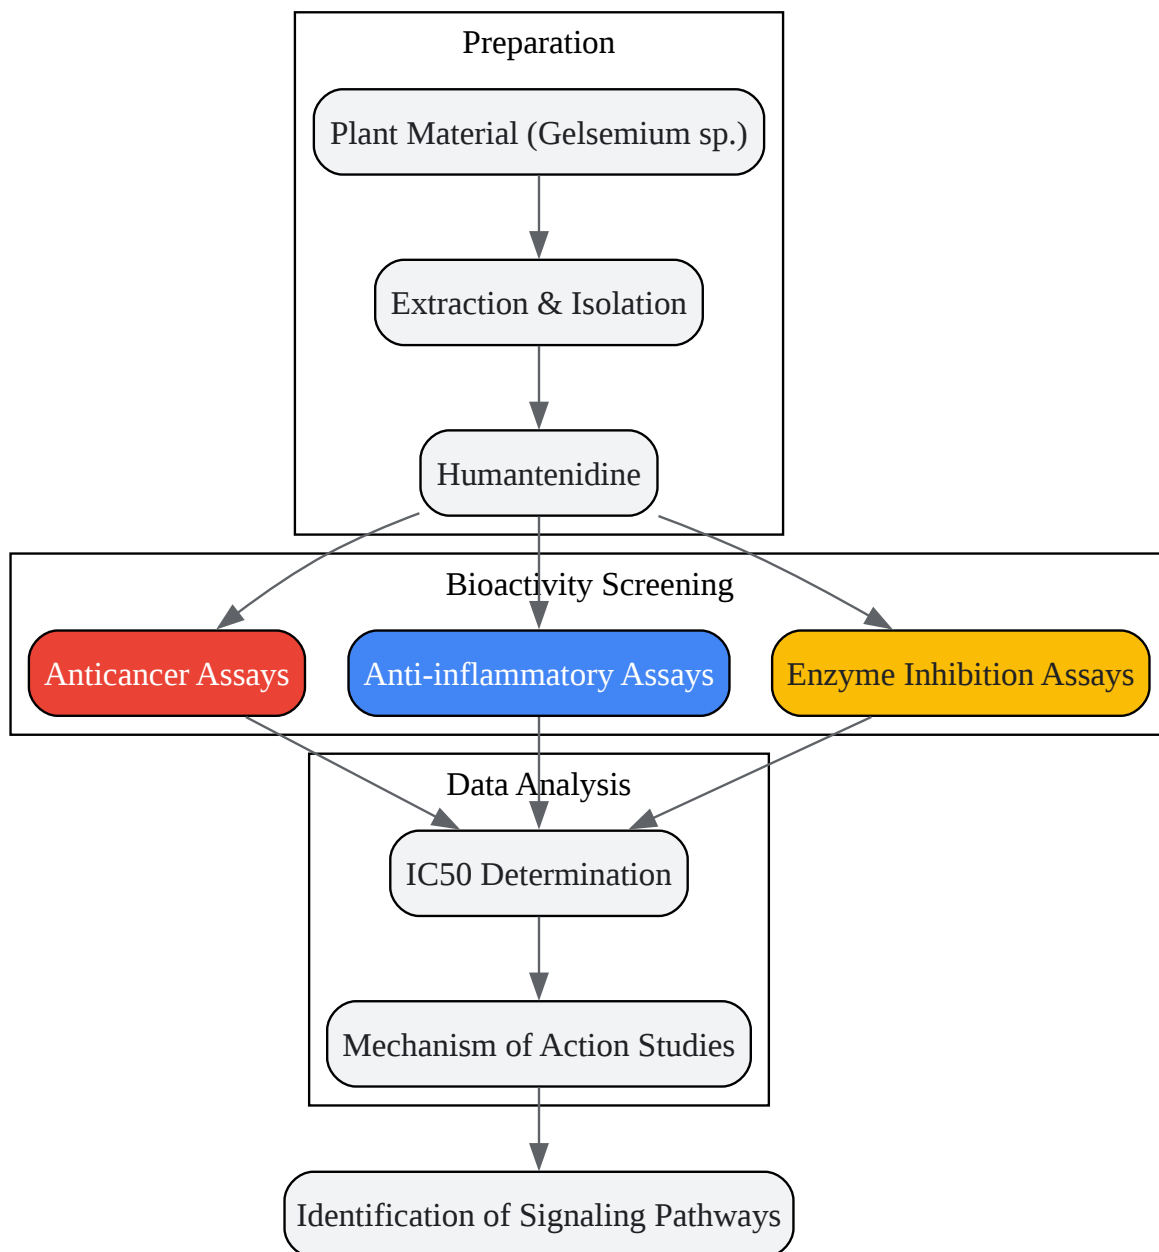 Preparation
Plant Material (Gelsemium sp.)
Extraction & Isolation
Humantenidine
Bioactivity Screening
Anticancer Assays
Anti-inflammatory Assays
Enzyme Inhibition Assays
Data Analysis
IC50 Determination
Mechanism of Action Studies
Identification of Signaling Pathways